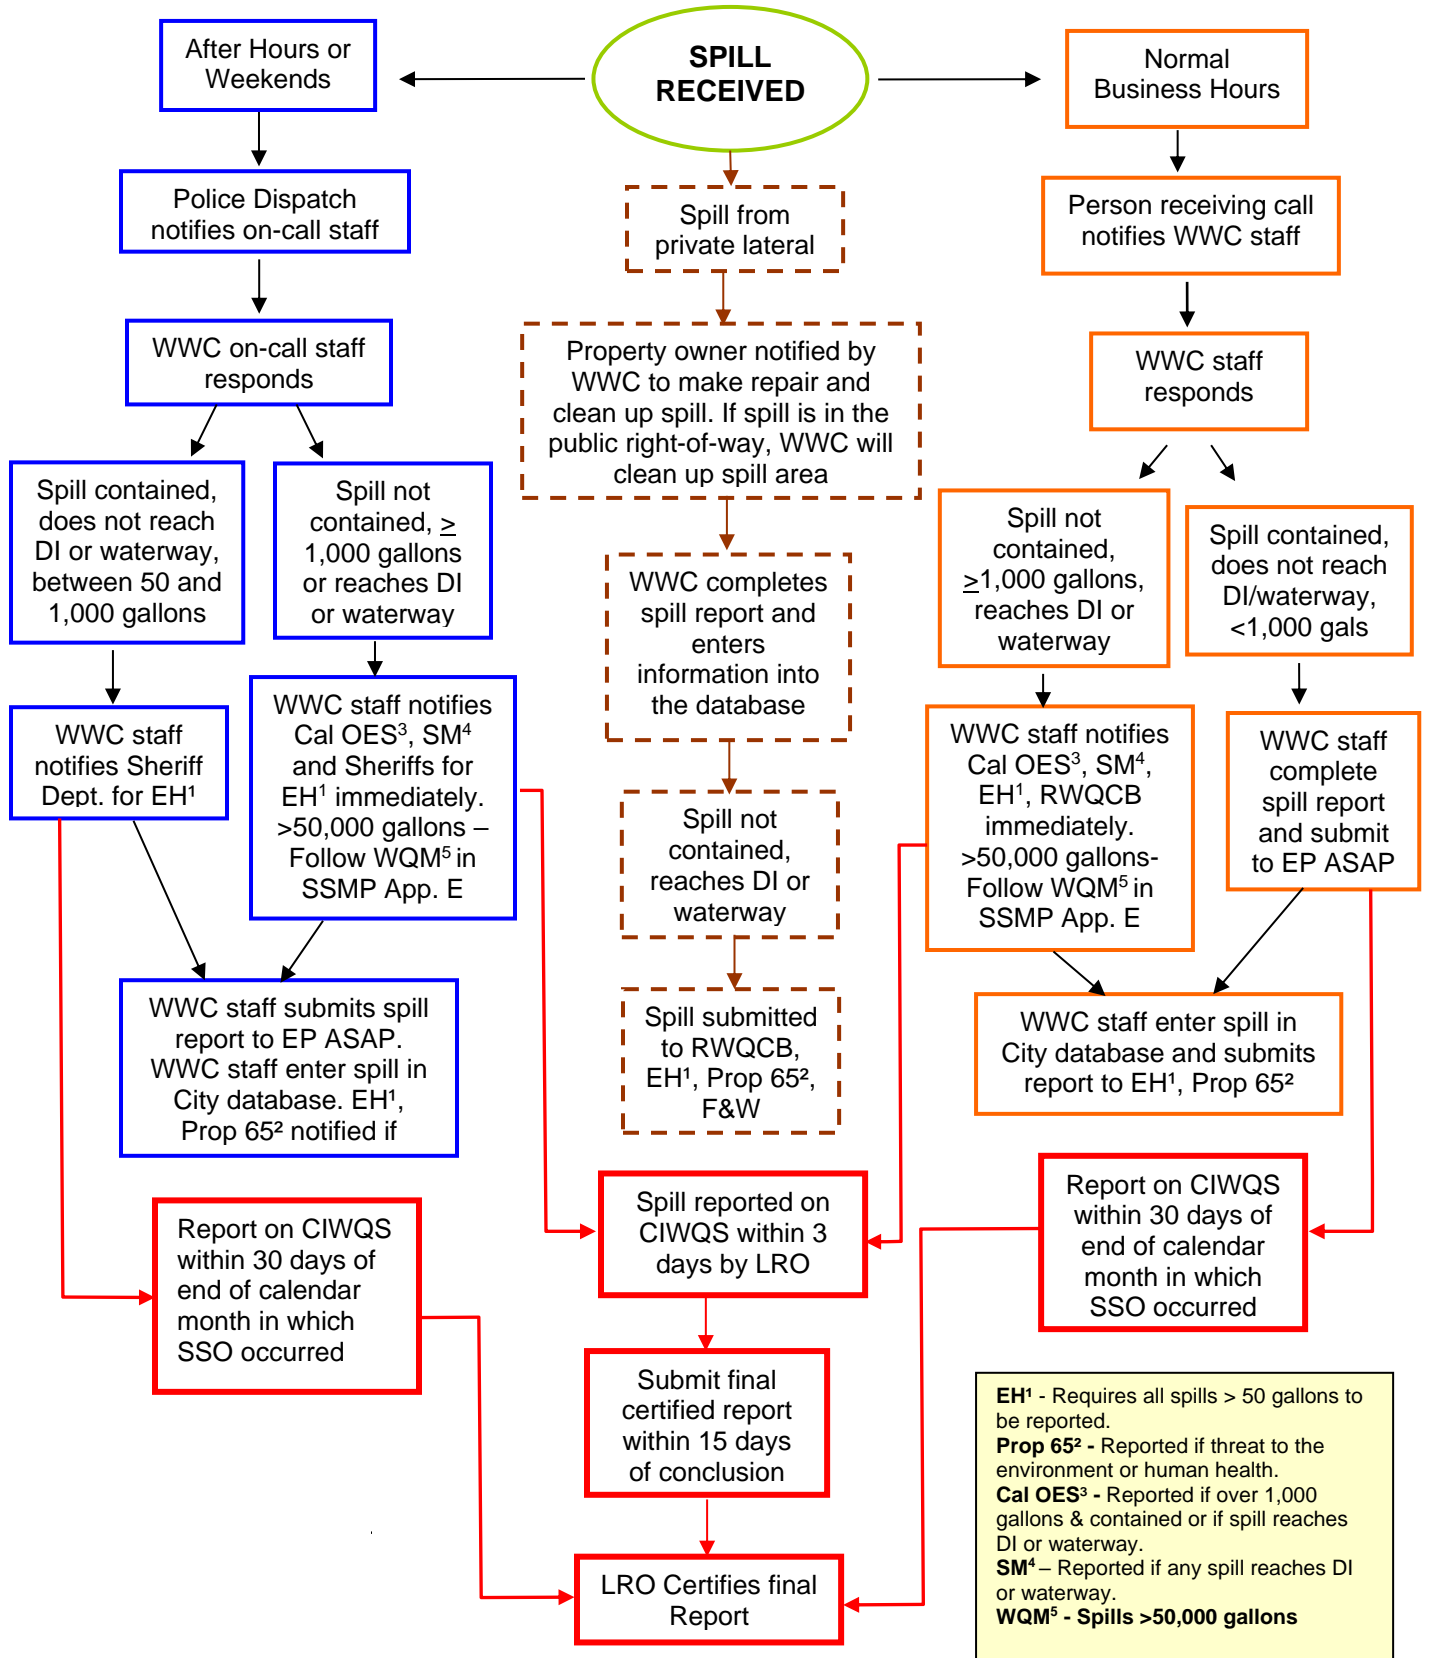 SPILL
RECEIVED
After Hours or
Weekends
Police Dispatch
notifies on-call staff
WWC on-call staff
responds
Spill contained,
does not reach
DI or waterway,
between 50 and
1,000 gallons
Spill not
contained, ≥
1,000 gallons
or reaches DI
or waterway
WWC staff
notifies Sheriff
Dept. for EH¹
WWC staff notifies
Cal OES³, SM⁴
and Sheriffs for
EH¹ immediately.
>50,000 gallons –
Follow WQM⁵ in
SSMP App. E
WWC staff submits spill
report to EP ASAP.
WWC staff enter spill in
City database. EH¹,
Prop 65² notified if
Report on CIWQS
within 30 days of
end of calendar
month in which
SSO occurred
Spill from
private lateral
Property owner notified by
WWC to make repair and
clean up spill. If spill is in the
public right-of-way, WWC will
clean up spill area
WWC completes
spill report and
enters
information into
the database
Spill not
contained,
reaches DI or
waterway
Spill submitted
to RWQCB,
EH¹, Prop 65²,
F&W
Spill reported on
CIWQS within 3
days by LRO
Submit final
certified report
within 15 days
of conclusion
LRO Certifies final
Report
Normal
Business Hours
Person receiving call
notifies WWC staff
WWC staff
responds
Spill not
contained,
≥1,000 gallons,
reaches DI or
waterway
Spill contained,
does not reach
DI/waterway,
<1,000 gals
WWC staff notifies
Cal OES³, SM⁴,
EH¹, RWQCB
immediately.
>50,000 gallons-
Follow WQM⁵ in
SSMP App. E
WWC staff
complete
spill report
and submit
to EP ASAP
WWC staff enter spill in
City database and submits
report to EH¹, Prop 65²
Report on CIWQS
within 30 days of
end of calendar
month in which
SSO occurred
EH¹ - Requires all spills > 50 gallons to
be reported.
Prop 65² - Reported if threat to the
environment or human health.
Cal OES³ - Reported if over 1,000
gallons & contained or if spill reaches
DI or waterway.
SM⁴ – Reported if any spill reaches DI
or waterway.
WQM⁵ - Spills >50,000 gallons